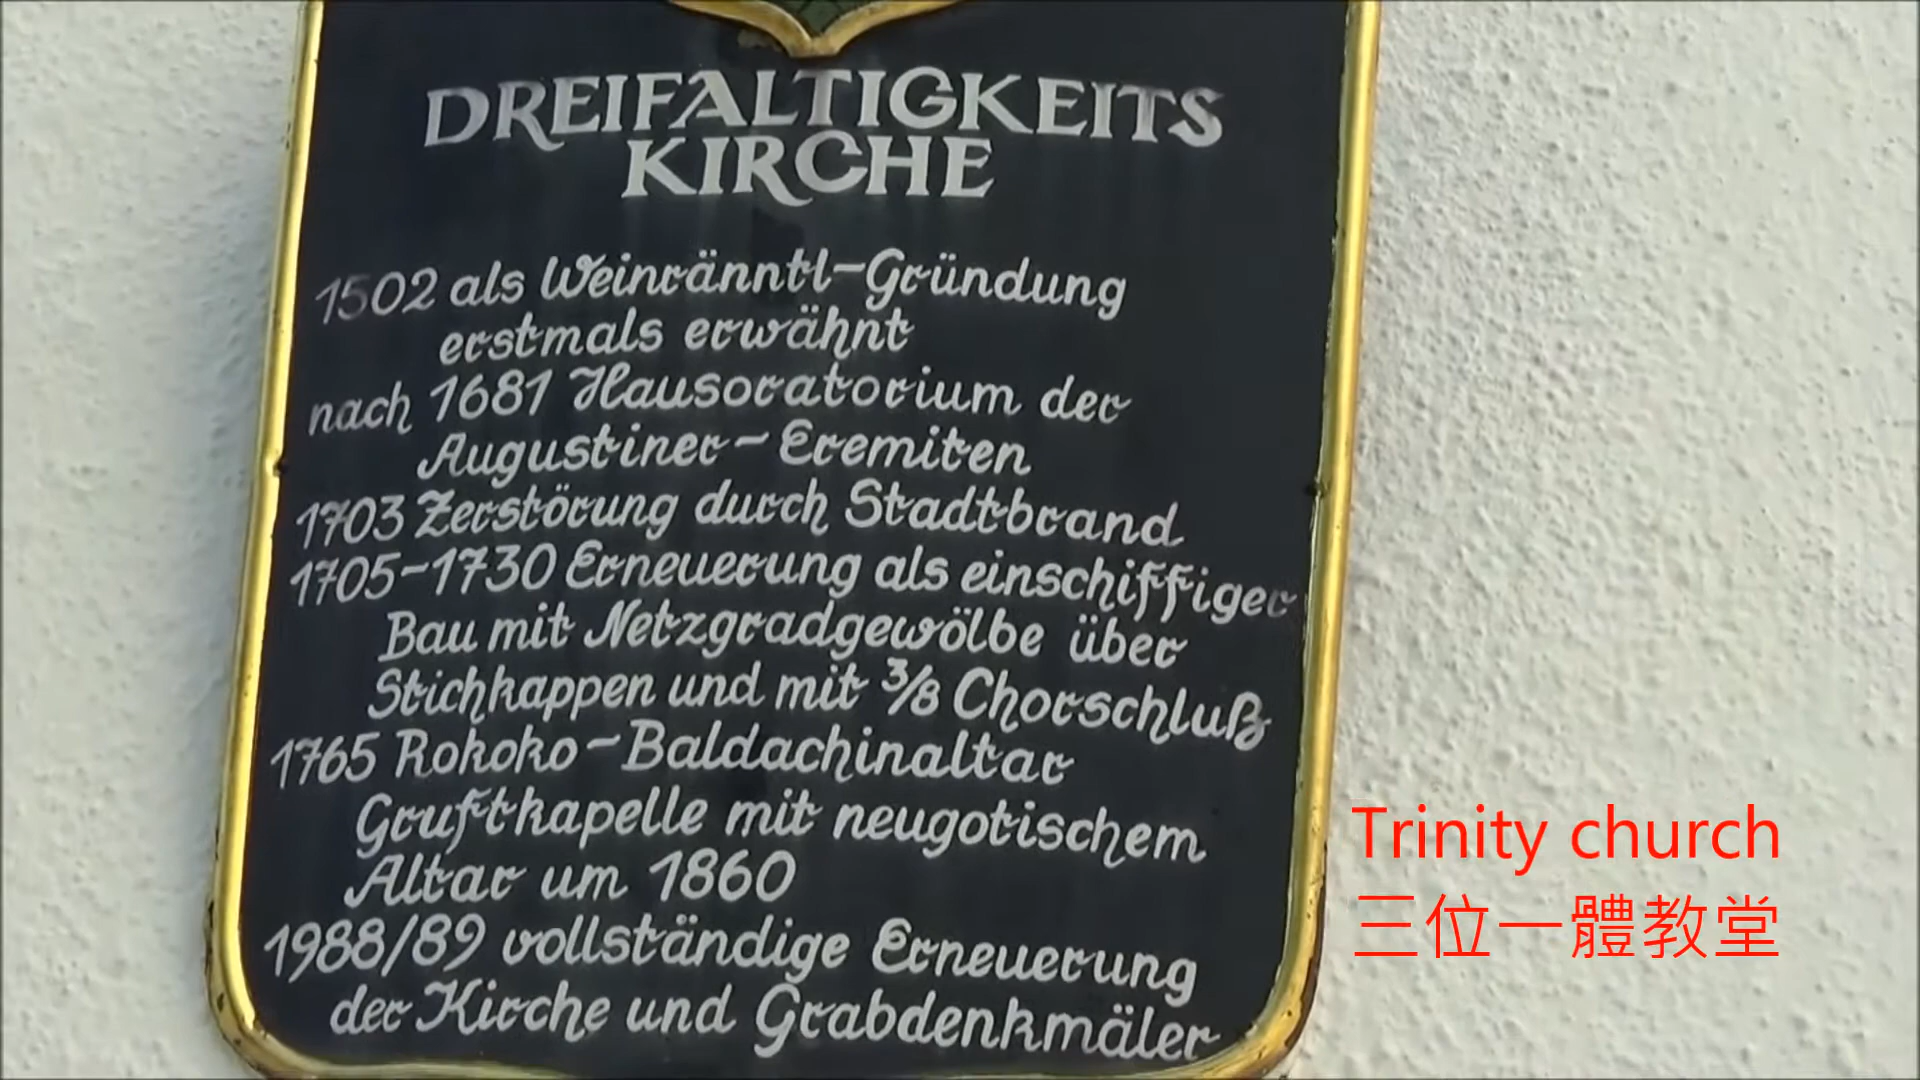 DREIFALTIGKEITS
KIRCHE
1502 als Weinränntl-Gründung
erstmals erwähnt
nach 1681 Hausoratorium der
Augustiner-Eremiten
1703 Zerstörung durch Stadtbrand
1705-1730 Erneuerung als einschiffiger
Bau mit Netzgradgewölbe über
Stichkappen und mit 3/8 Chorschluß
1765 Rokoko-Baldachinaltar
Gruftkapelle mit neugotischem
Altar um 1860
1988/89 vollständige Erneuerung
der Kirche und Grabdenkmäler
Trinity church
三位一體教堂